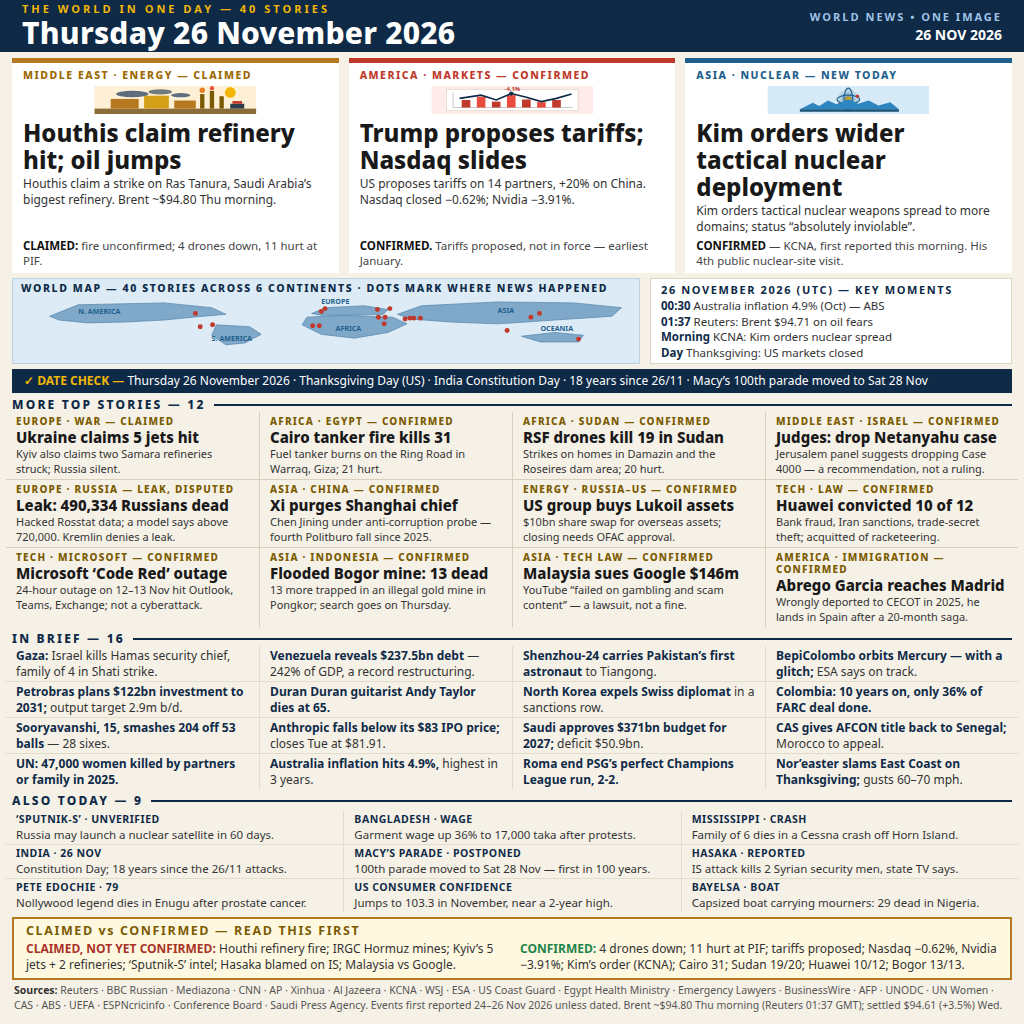 THE WORLD IN ONE DAY — 40 STORIES
Thursday 26 November 2026
WORLD NEWS • ONE IMAGE
26 NOV 2026
MIDDLE EAST · ENERGY — CLAIMED
Houthis claim refinery
hit; oil jumps
Houthis claim a strike on Ras Tanura, Saudi Arabia’s
biggest refinery. Brent ~$94.80 Thu morning.
CLAIMED: fire unconfirmed; 4 drones down, 11 hurt at
PIF.
AMERICA · MARKETS — CONFIRMED
-4.1%
Trump proposes tariffs;
Nasdaq slides
US proposes tariffs on 14 partners, +20% on China.
Nasdaq closed −0.62%; Nvidia −3.91%.
CONFIRMED. Tariffs proposed, not in force — earliest
January.
ASIA · NUCLEAR — NEW TODAY
Kim orders wider
tactical nuclear
deployment
Kim orders tactical nuclear weapons spread to more
domains; status “absolutely inviolable”.
CONFIRMED — KCNA, first reported this morning. His
4th public nuclear-site visit.
WORLD MAP — 40 STORIES ACROSS 6 CONTINENTS · DOTS MARK WHERE NEWS HAPPENED
N. AMERICA
S. AMERICA
EUROPE
AFRICA
ASIA
OCEANIA
26 NOVEMBER 2026 (UTC) — KEY MOMENTS
00:30 Australia inflation 4.9% (Oct) — ABS
01:37 Reuters: Brent $94.71 on oil fears
Morning KCNA: Kim orders nuclear spread
Day Thanksgiving: US markets closed
✓ DATE CHECK — Thursday 26 November 2026 · Thanksgiving Day (US) · India Constitution Day · 18 years since 26/11 · Macy’s 100th parade moved to Sat 28 Nov
MORE TOP STORIES — 12
EUROPE · WAR — CLAIMED
Ukraine claims 5 jets hit
Kyiv also claims two Samara refineries
struck; Russia silent.
AFRICA · EGYPT — CONFIRMED
Cairo tanker fire kills 31
Fuel tanker burns on the Ring Road in
Warraq, Giza; 21 hurt.
AFRICA · SUDAN — CONFIRMED
RSF drones kill 19 in Sudan
Strikes on homes in Damazin and the
Roseires dam area; 20 hurt.
MIDDLE EAST · ISRAEL — CONFIRMED
Judges: drop Netanyahu case
Jerusalem panel suggests dropping Case
4000 — a recommendation, not a ruling.
EUROPE · RUSSIA — LEAK, DISPUTED
Leak: 490,334 Russians dead
Hacked Rosstat data; a model says above
720,000. Kremlin denies a leak.
ASIA · CHINA — CONFIRMED
Xi purges Shanghai chief
Chen Jining under anti-corruption probe —
fourth Politburo fall since 2025.
ENERGY · RUSSIA–US — CONFIRMED
US group buys Lukoil assets
$10bn share swap for overseas assets;
closing needs OFAC approval.
TECH · LAW — CONFIRMED
Huawei convicted 10 of 12
Bank fraud, Iran sanctions, trade-secret
theft; acquitted of racketeering.
TECH · MICROSOFT — CONFIRMED
Microsoft ‘Code Red’ outage
24-hour outage on 12–13 Nov hit Outlook,
Teams, Exchange; not a cyberattack.
ASIA · INDONESIA — CONFIRMED
Flooded Bogor mine: 13 dead
13 more trapped in an illegal gold mine in
Pongkor; search goes on Thursday.
ASIA · TECH LAW — CONFIRMED
Malaysia sues Google $146m
YouTube “failed on gambling and scam
content” — a lawsuit, not a fine.
AMERICA · IMMIGRATION —
CONFIRMED
Abrego Garcia reaches Madrid
Wrongly deported to CECOT in 2025, he
lands in Spain after a 20-month saga.
IN BRIEF — 16
Gaza: Israel kills Hamas security chief,
family of 4 in Shati strike.
Venezuela reveals $237.5bn debt —
242% of GDP, a record restructuring.
Shenzhou-24 carries Pakistan’s first
astronaut to Tiangong.
BepiColombo orbits Mercury — with a
glitch; ESA says on track.
Petrobras plans $122bn investment to
2031; output target 2.9m b/d.
Duran Duran guitarist Andy Taylor
dies at 65.
North Korea expels Swiss diplomat in a
sanctions row.
Colombia: 10 years on, only 36% of
FARC deal done.
Sooryavanshi, 15, smashes 204 off 53
balls — 28 sixes.
Anthropic falls below its $83 IPO price;
closes Tue at $81.91.
Saudi approves $371bn budget for
2027; deficit $50.9bn.
CAS gives AFCON title back to Senegal;
Morocco to appeal.
UN: 47,000 women killed by partners
or family in 2025.
Australia inflation hits 4.9%, highest in
3 years.
Roma end PSG’s perfect Champions
League run, 2-2.
Nor’easter slams East Coast on
Thanksgiving; gusts 60–70 mph.
ALSO TODAY — 9
‘SPUTNIK-S’ · UNVERIFIED
Russia may launch a nuclear satellite in 60 days.
BANGLADESH · WAGE
Garment wage up 36% to 17,000 taka after protests.
MISSISSIPPI · CRASH
Family of 6 dies in a Cessna crash off Horn Island.
INDIA · 26 NOV
Constitution Day; 18 years since the 26/11 attacks.
MACY’S PARADE · POSTPONED
100th parade moved to Sat 28 Nov — first in 100 years.
HASAKA · REPORTED
IS attack kills 2 Syrian security men, state TV says.
PETE EDOCHIE · 79
Nollywood legend dies in Enugu after prostate cancer.
US CONSUMER CONFIDENCE
Jumps to 103.3 in November, near a 2-year high.
BAYELSA · BOAT
Capsized boat carrying mourners: 29 dead in Nigeria.
CLAIMED vs CONFIRMED — READ THIS FIRST
CLAIMED, NOT YET CONFIRMED: Houthi refinery fire; IRGC Hormuz mines; Kyiv’s 5
jets + 2 refineries; ‘Sputnik-S’ intel; Hasaka blamed on IS; Malaysia vs Google.
CONFIRMED: 4 drones down; 11 hurt at PIF; tariffs proposed; Nasdaq −0.62%, Nvidia
−3.91%; Kim’s order (KCNA); Cairo 31; Sudan 19/20; Huawei 10/12; Bogor 13/13.
Sources: Reuters · BBC Russian · Mediazona · CNN · AP · Xinhua · Al Jazeera · KCNA · WSJ · ESA · US Coast Guard · Egypt Health Ministry · Emergency Lawyers · BusinessWire · AFP · UNODC · UN Women ·
CAS · ABS · UEFA · ESPNcricinfo · Conference Board · Saudi Press Agency. Events first reported 24–26 Nov 2026 unless dated. Brent ~$94.80 Thu morning (Reuters 01:37 GMT); settled $94.61 (+3.5%) Wed.